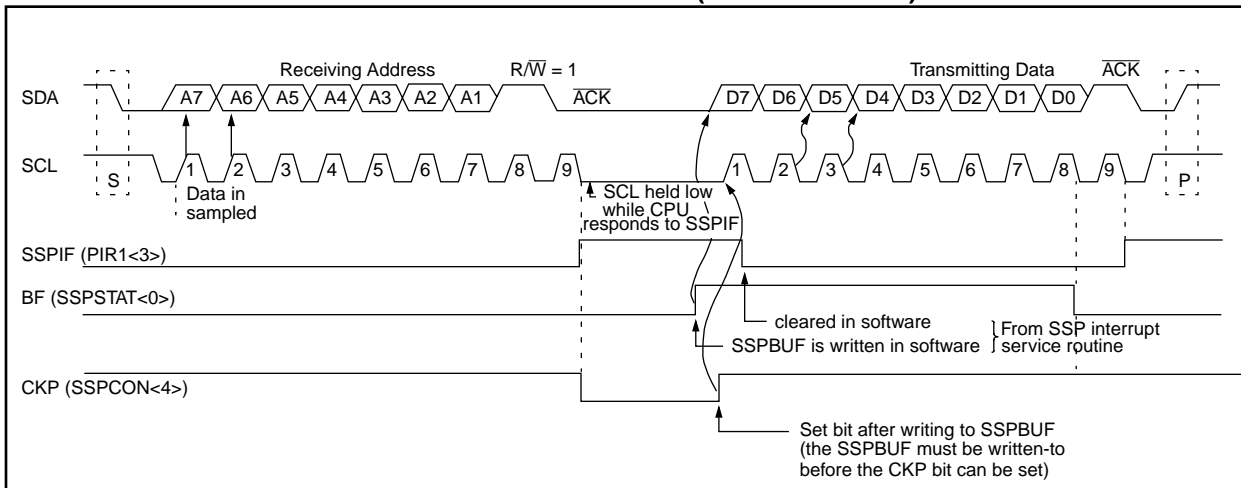 Receiving Address R/W = 1 Transmitting Data ACK
SDA A7 A6 A5 A4 A3 A2 A1 ACK D7 D6 D5 D4 D3 D2 D1 D0
SCL S 1 2 3 4 5 6 7 8 9 1 2 3 4 5 6 7 8 9 P
Data in
sampled
SCL held low
while CPU
responds to SSPIF
SSPIF (PIR1<3>)
BF (SSPSTAT<0>)
cleared in software
SSPBUF is written in software
From SSP interrupt
service routine
CKP (SSPCON<4>)
Set bit after writing to SSPBUF
(the SSPBUF must be written-to
before the CKP bit can be set)